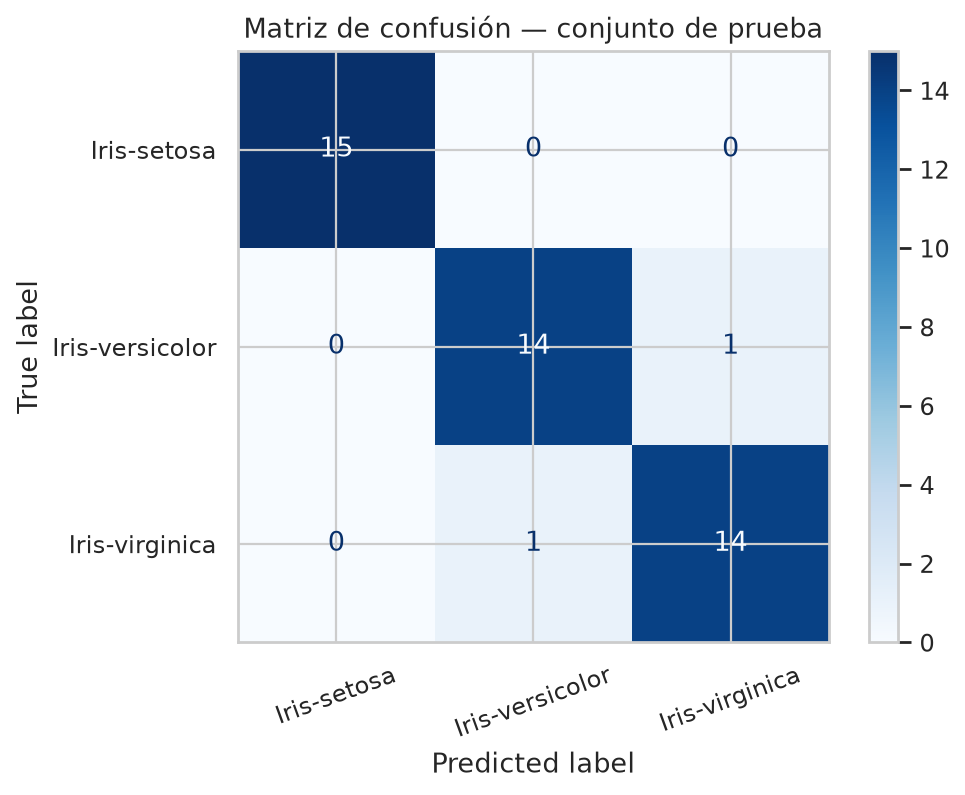 Matriz de confusión — conjunto de prueba
Iris-setosa 15 0 0
Iris-versicolor 0 14 1
Iris-virginica 0 1 14
True label
Iris-setosa Iris-versicolor Iris-virginica
Predicted label
14
12
10
8
6
4
2
0